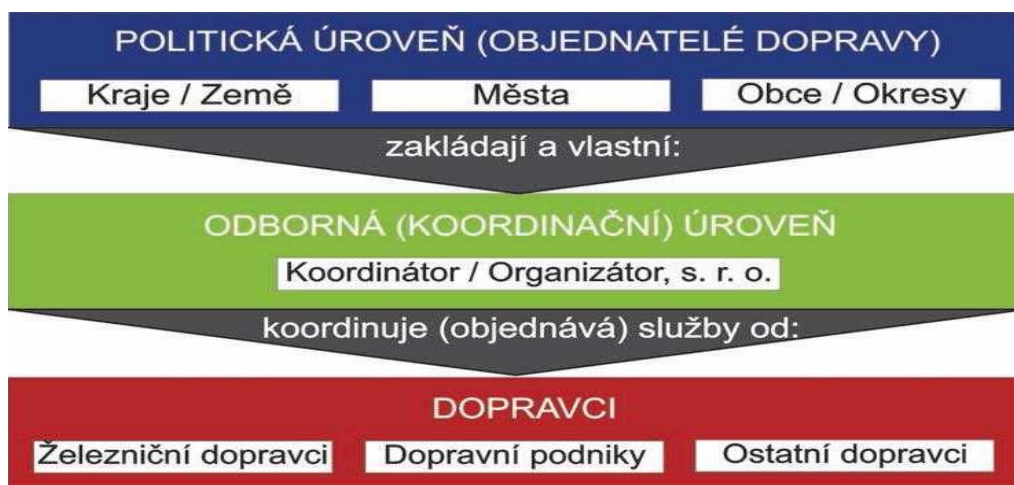 POLITICKÁ ÚROVEŇ (OBJEDNATELÉ DOPRAVY)
Kraje / Země Města Obce / Okresy
zakládají a vlastní:
ODBORNÁ (KOORDINAČNÍ) ÚROVEŇ
Koordinátor / Organizátor, s. r. o.
koordinuje (objednává) služby od:
DOPRAVCI
Železniční dopravci Dopravní podniky Ostatní dopravci